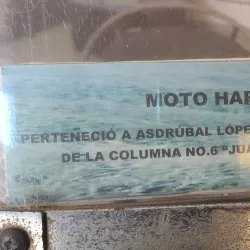 MOTO HAR
PERTENECIÓ A ASDRÚBAL LÓPE
DE LA COLUMNA NO.6 "JUA